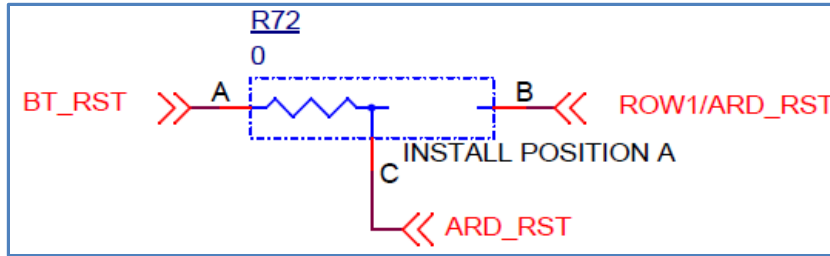 R72
0
BT_RST A B ROW1/ARD_RST
INSTALL POSITION A
C
ARD_RST